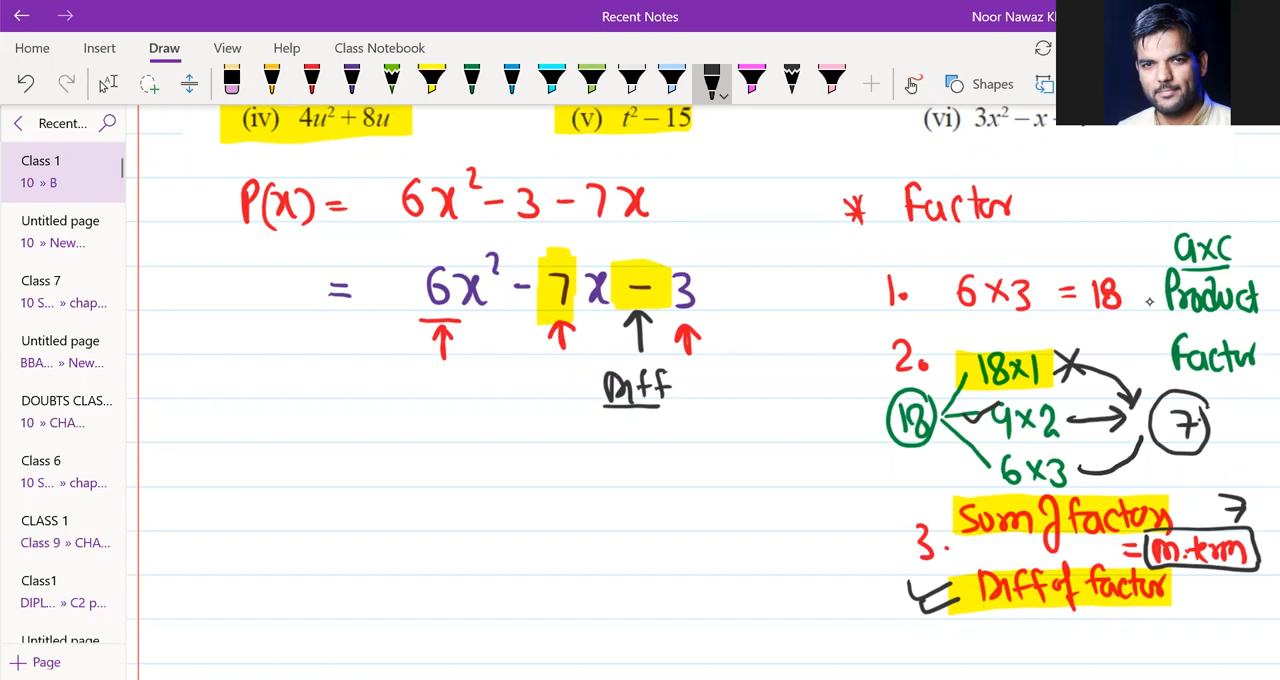 Recent Notes
Noor Nawaz Kh
Home Insert Draw View Help Class Notebook
Shapes
Recent...
Class 1
10 » B
Untitled page
10 » New...
Class 7
10 S... » chap...
Untitled page
BBA... » New...
DOUBTS CLAS...
10 » CHA...
Class 6
10 S... » chap...
CLASS 1
Class 9 » CHA...
Class1
DIPL... » C2 p...
Untitled page
Page
(iv) 4u² + 8u (v) t² – 15 (vi) 3x² – x
P(x) = 6x² - 3 - 7x
= 6x² - 7x - 3
Diff
* Factor
axc
1. 6×3 = 18 Product
2. Factor
18 18×1 7
9×2
6×3
3. Sum of factors 7
= m.term
Diff of factor